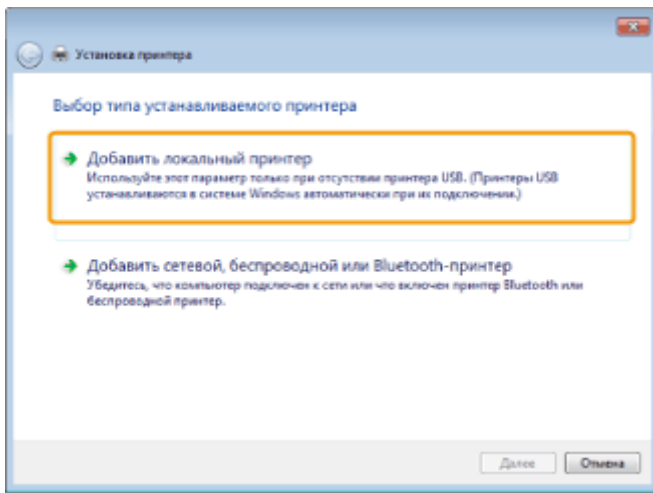 Установка принтера
Выбор типа устанавливаемого принтера
Добавить локальный принтер
Используйте этот параметр только при отсутствии принтера USB. (Принтеры USB
устанавливаются в системе Windows автоматически при их подключении.)
Добавить сетевой, беспроводной или Bluetooth-принтер
Убедитесь, что компьютер подключен к сети или что включен принтер Bluetooth или
беспроводной принтер.
Далее
Отмена